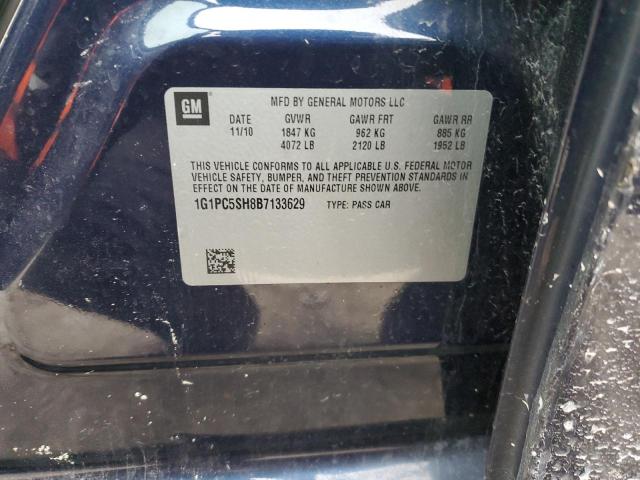 GM
MFD BY GENERAL MOTORS LLC
DATE GVWR GAWR FRT GAWR RR
11/10 1847 KG 962 KG 885 KG
4072 LB 2120 LB 1952 LB
THIS VEHICLE CONFORMS TO ALL APPLICABLE U.S. FEDERAL MOTOR
VEHICLE SAFETY, BUMPER, AND THEFT PREVENTION STANDARDS
IN EFFECT ON THE DATE OF MANUFACTURE SHOWN ABOVE.
1G1PC5SH8B7133629 TYPE: PASS CAR